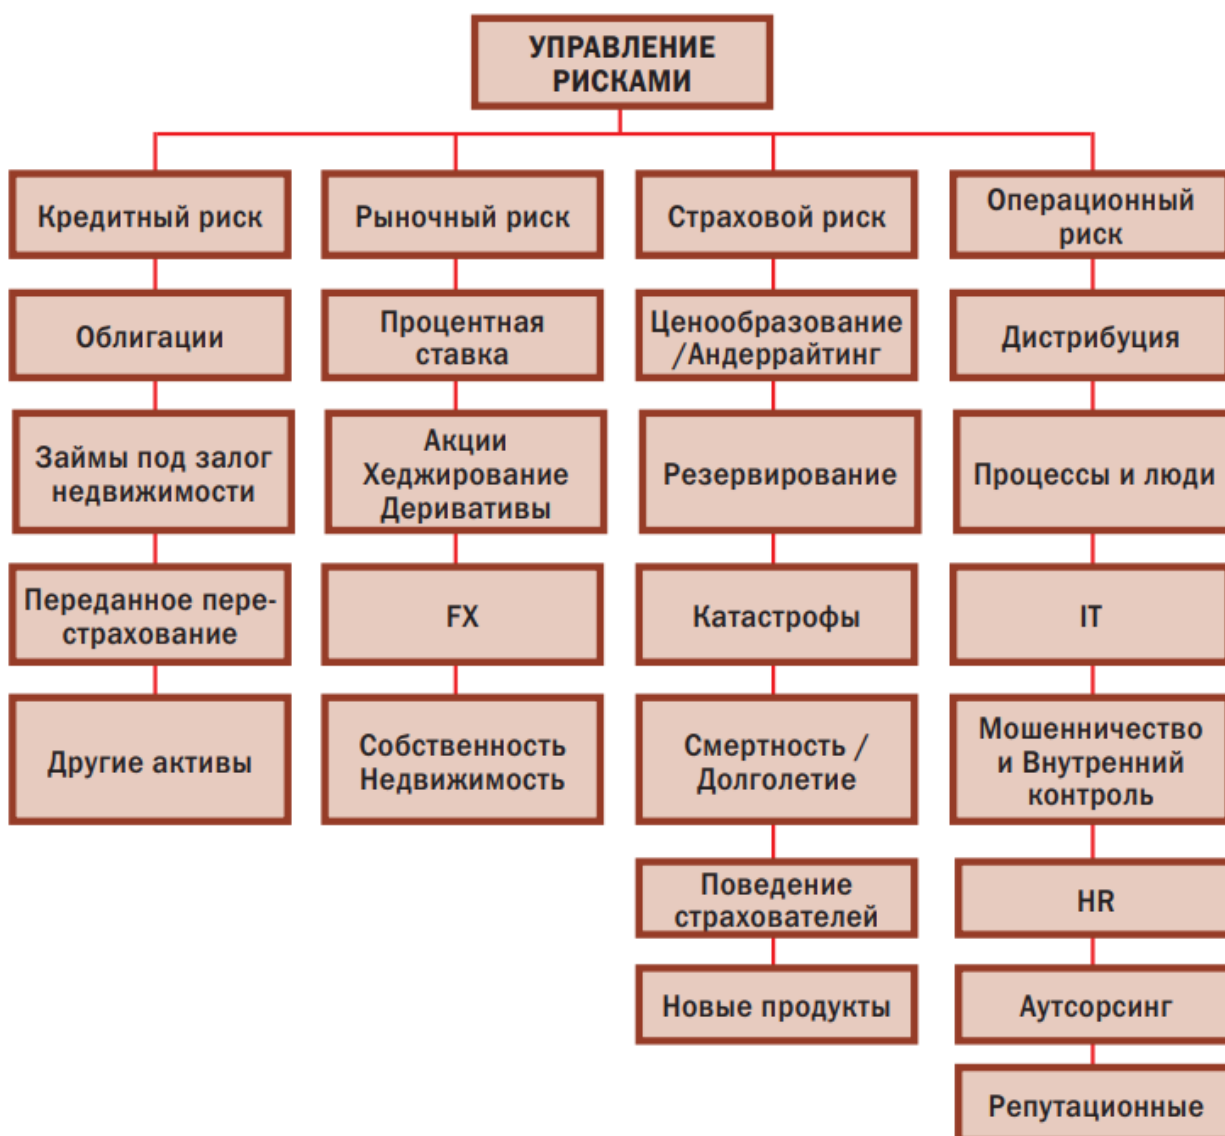 УПРАВЛЕНИЕ
РИСКАМИ
Кредитный риск
Рыночный риск
Страховой риск
Операционный
риск
Облигации
Процентная
ставка
Ценообразование
/Андеррайтинг
Дистрибуция
Займы под залог
недвижимости
Акции
Хеджирование
Деривативы
Резервирование
Процессы и люди
Переданное пере-
страхование
FX
Катастрофы
IT
Другие активы
Собственность
Недвижимость
Смертность /
Долголетие
Мошенничество
и Внутренний
контроль
Поведение
страхователей
HR
Новые продукты
Аутсорсинг
Репутационные